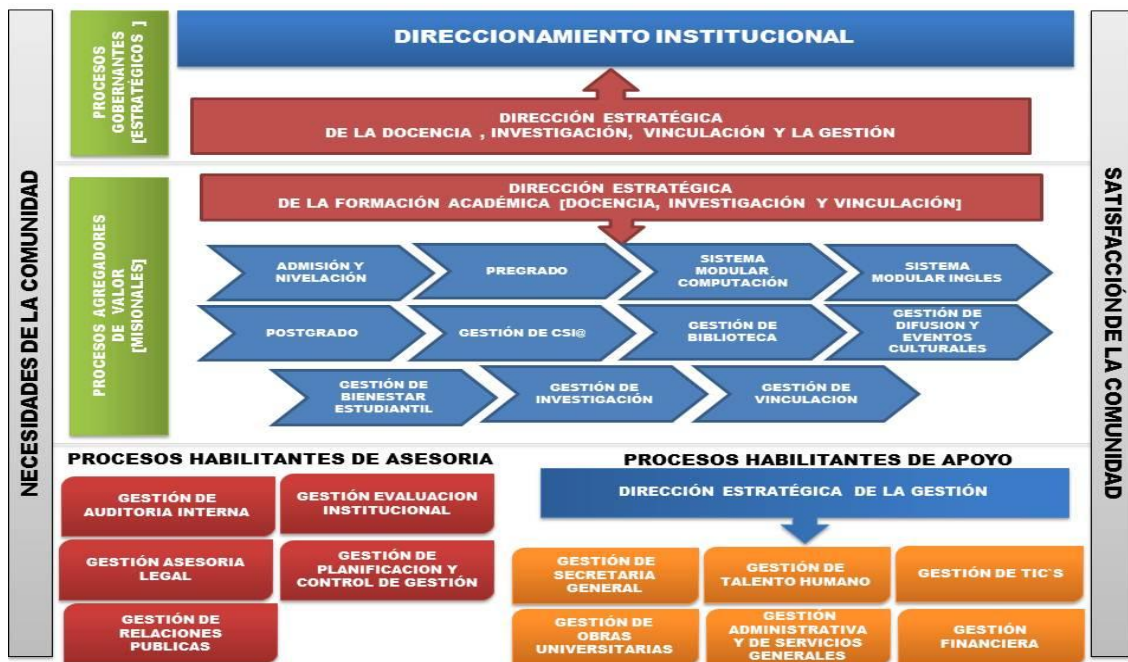 NECESIDADES DE LA COMUNIDAD
PROCESOS
GOBERNANTES
[ESTRATÉGICOS ]
DIRECCIONAMIENTO INSTITUCIONAL
DIRECCIÓN ESTRATÉGICA
DE LA DOCENCIA , INVESTIGACIÓN, VINCULACIÓN Y LA GESTIÓN
PROCESOS AGREGADORES
DE VALOR
[MISIONALES]
DIRECCIÓN ESTRATÉGICA
DE LA FORMACIÓN ACADÉMICA [DOCENCIA, INVESTIGACIÓN Y VINCULACIÓN]
ADMISIÓN Y
NIVELACIÓN
PREGRADO
SISTEMA
MODULAR
COMPUTACIÓN
SISTEMA
MODULAR INGLES
POSTGRADO
GESTIÓN DE CSI@
GESTIÓN DE
BIBLIOTECA
GESTIÓN DE
DIFUSION Y
EVENTOS
CULTURALES
GESTIÓN DE
BIENESTAR
ESTUDIANTIL
GESTIÓN DE
INVESTIGACIÓN
GESTIÓN DE
VINCULACION
PROCESOS HABILITANTES DE ASESORIA
GESTIÓN DE
AUDITORIA INTERNA
GESTIÓN EVALUACION
INSTITUCIONAL
GESTIÓN ASESORIA
LEGAL
GESTIÓN DE
PLANIFICACION Y
CONTROL DE GESTIÓN
GESTIÓN DE
RELACIONES
PUBLICAS
PROCESOS HABILITANTES DE APOYO
DIRECCIÓN ESTRATÉGICA DE LA GESTIÓN
GESTIÓN DE
SECRETARIA
GENERAL
GESTIÓN DE
TALENTO HUMANO
GESTIÓN DE TIC`S
GESTIÓN DE
OBRAS
UNIVERSITARIAS
GESTIÓN
ADMINISTRATIVA
Y DE SERVICIOS
GENERALES
GESTIÓN
FINANCIERA
SATISFACCIÓN DE LA COMUNIDAD